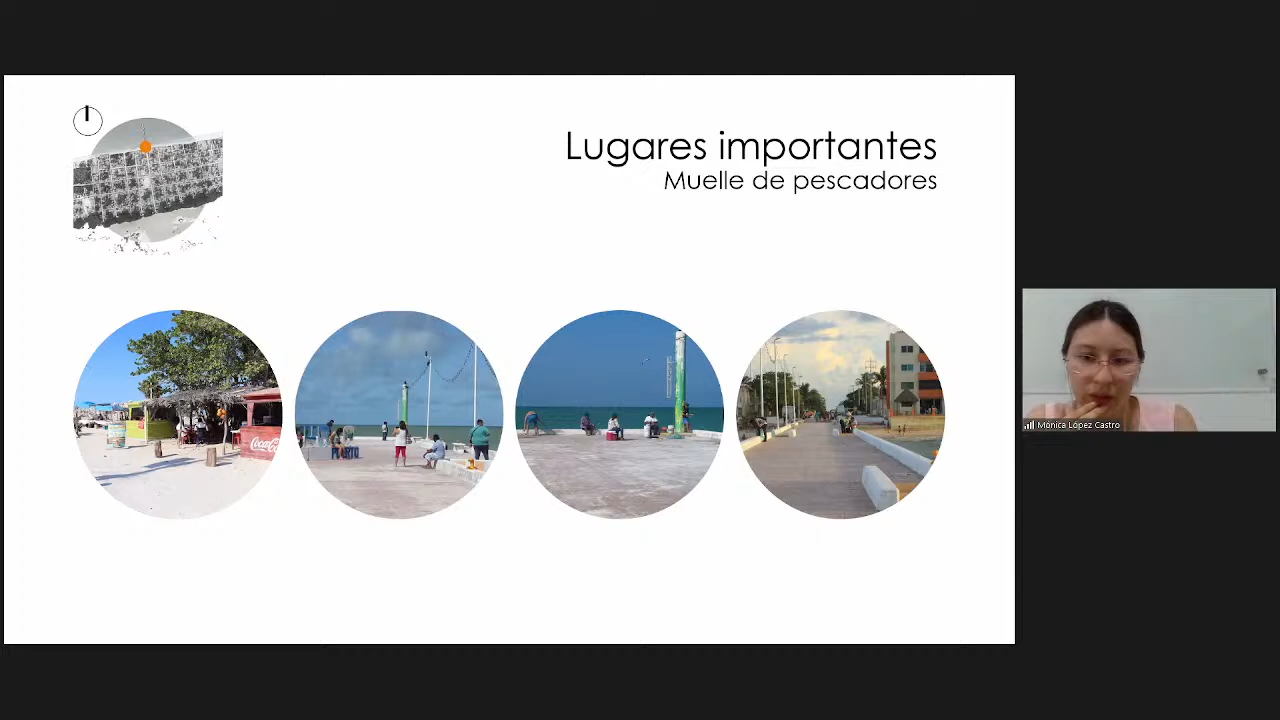 Lugares importantes
Muelle de pescadores
Coca-Cola
Mónica López Castro